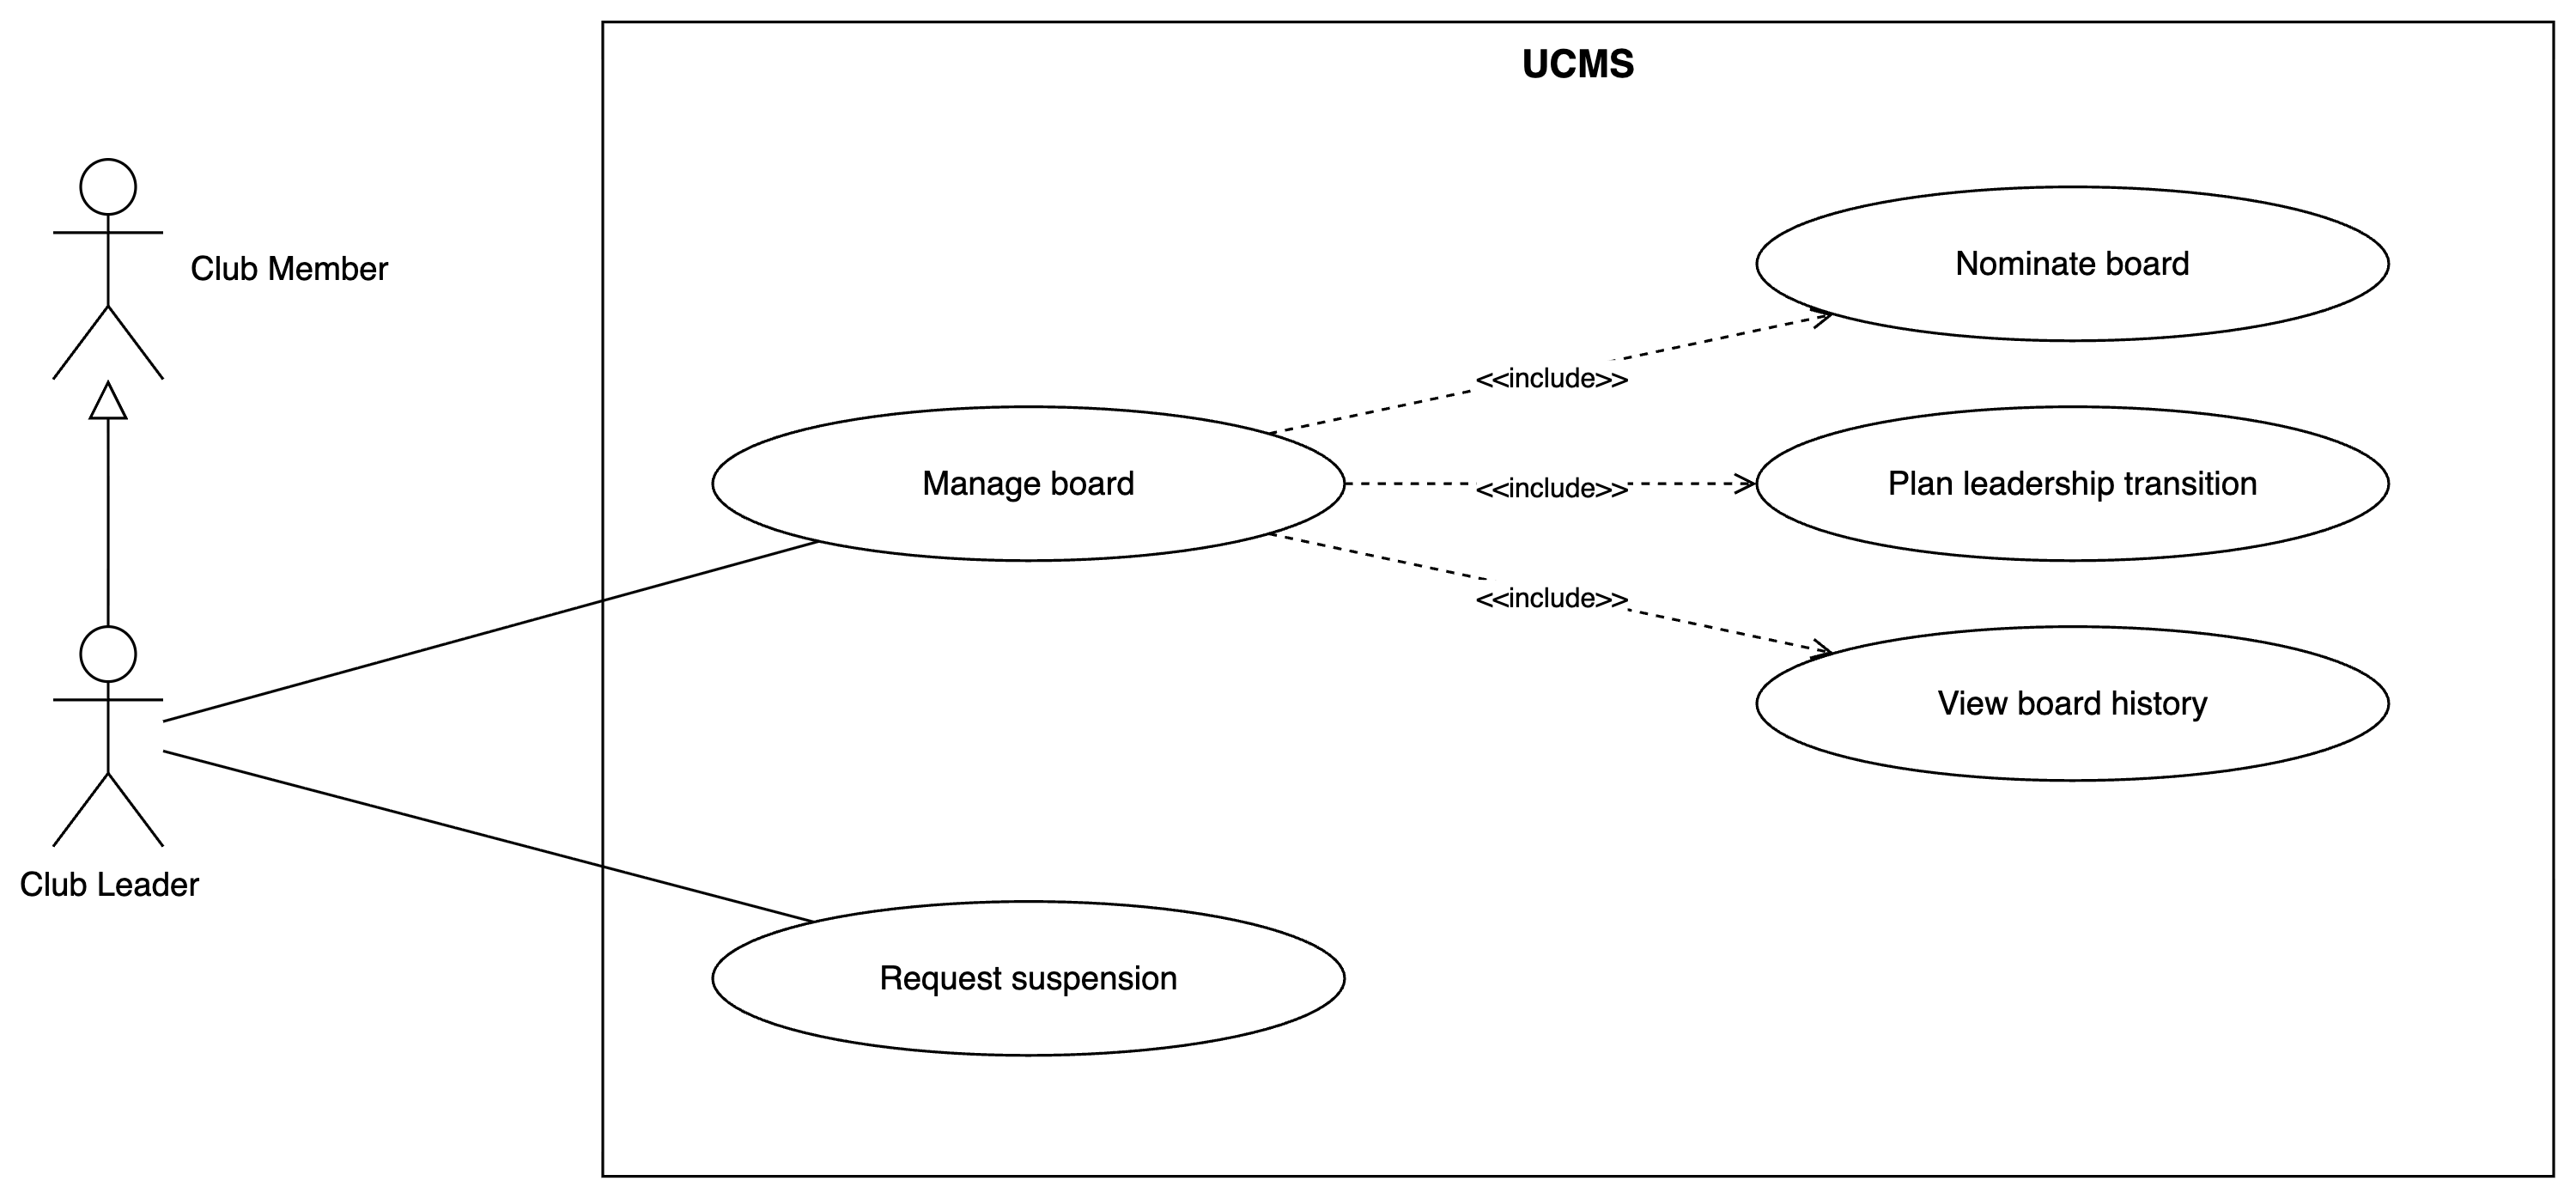 UCMS
Club Member
Nominate board
<<include>>
Manage board
<<include>>
Plan leadership transition
<<include>>
View board history
Club Leader
Request suspension